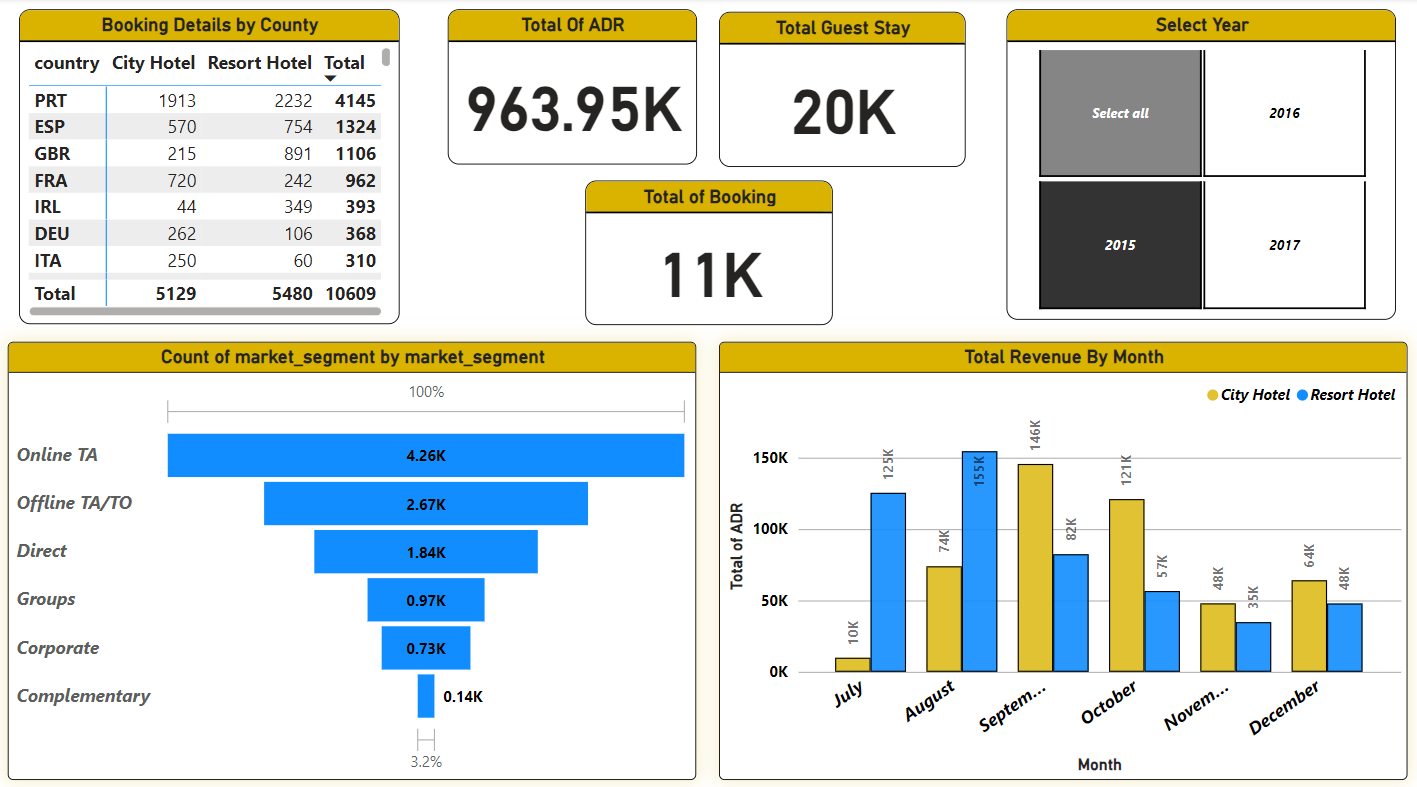 Booking Details by County
country City Hotel Resort Hotel Total
PRT 1913 2232 4145
ESP 570 754 1324
GBR 215 891 1106
FRA 720 242 962
IRL 44 349 393
DEU 262 106 368
ITA 250 60 310
Total 5129 5480 10609
Total Of ADR
963.95K
Total Guest Stay
20K
Total of Booking
11K
Select Year
Select all 2016
2015 2017
Count of market_segment by market_segment
100%
Online TA 4.26K
Offline TA/TO 2.67K
Direct 1.84K
Groups 0.97K
Corporate 0.73K
Complementary 0.14K
3.2%
Total Revenue By Month
City Hotel Resort Hotel
Total of ADR
150K
100K
50K
0K
10K 125K 74K 155K 146K 82K 121K 57K 48K 35K 64K 48K
July August Septem... October Novem... December
Month